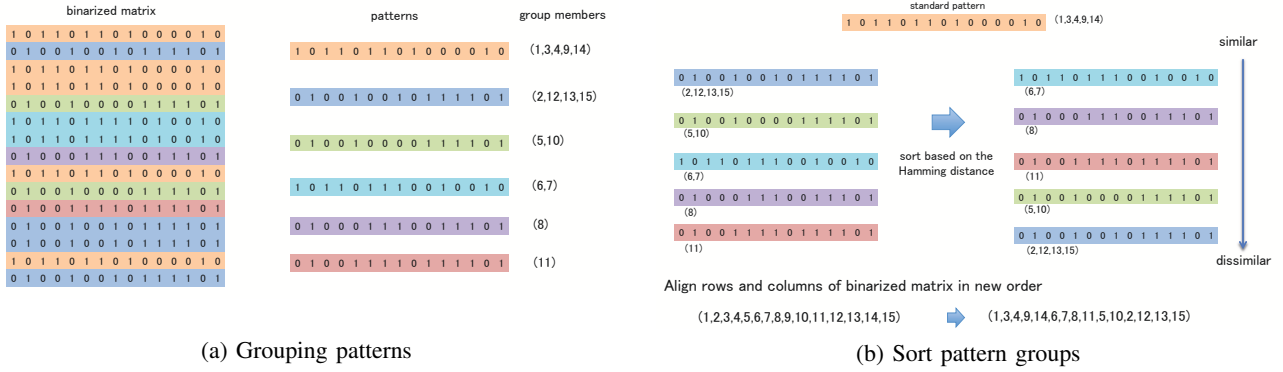 binarized matrix
1 0 1 1 0 1 1 0 1 0 0 0 0 1 0
0 1 0 0 1 0 0 1 0 1 1 1 1 0 1
1 0 1 1 0 1 1 0 1 0 0 0 0 1 0
1 0 1 1 0 1 1 0 1 0 0 0 0 1 0
0 1 0 0 1 0 0 0 0 1 1 1 1 0 1
1 0 1 1 0 1 1 1 0 0 1 0 0 1 0
1 0 1 1 0 1 1 1 0 0 1 0 0 1 0
0 1 0 0 0 1 1 1 0 0 1 1 1 0 1
1 0 1 1 0 1 1 0 1 0 0 0 0 1 0
0 1 0 0 1 0 0 0 0 1 1 1 1 0 1
0 1 0 0 1 1 1 1 0 1 1 1 1 0 1
0 1 0 0 1 0 0 1 0 1 1 1 1 0 1
0 1 0 0 1 0 0 1 0 1 1 1 1 0 1
1 0 1 1 0 1 1 0 1 0 0 0 0 1 0
0 1 0 0 1 0 0 1 0 1 1 1 1 0 1
patterns group members
1 0 1 1 0 1 1 0 1 0 0 0 0 1 0 (1,3,4,9,14)
0 1 0 0 1 0 0 1 0 1 1 1 1 0 1 (2,12,13,15)
0 1 0 0 1 0 0 0 0 1 1 1 1 0 1 (5,10)
1 0 1 1 0 1 1 1 0 0 1 0 0 1 0 (6,7)
0 1 0 0 0 1 1 1 0 0 1 1 1 0 1 (8)
0 1 0 0 1 1 1 1 0 1 1 1 1 0 1 (11)
(a) Grouping patterns
standard pattern
1 0 1 1 0 1 1 0 1 0 0 0 0 1 0 (1,3,4,9,14)
0 1 0 0 1 0 0 1 0 1 1 1 1 0 1
(2,12,13,15)
0 1 0 0 1 0 0 0 0 1 1 1 1 0 1
(5,10)
1 0 1 1 0 1 1 1 0 0 1 0 0 1 0
(6,7)
0 1 0 0 0 1 1 1 0 0 1 1 1 0 1
(8)
0 1 0 0 1 1 1 1 0 1 1 1 1 0 1
(11)
sort based on the
Hamming distance
similar
1 0 1 1 0 1 1 1 0 0 1 0 0 1 0
(6,7)
0 1 0 0 0 1 1 1 0 0 1 1 1 0 1
(8)
0 1 0 0 1 1 1 1 0 1 1 1 1 0 1
(11)
0 1 0 0 1 0 0 0 0 1 1 1 1 0 1
(5,10)
0 1 0 0 1 0 0 1 0 1 1 1 1 0 1
(2,12,13,15)
dissimilar
Align rows and columns of binarized matrix in new order
(1,2,3,4,5,6,7,8,9,10,11,12,13,14,15) (1,3,4,9,14,6,7,8,11,5,10,2,12,13,15)
(b) Sort pattern groups